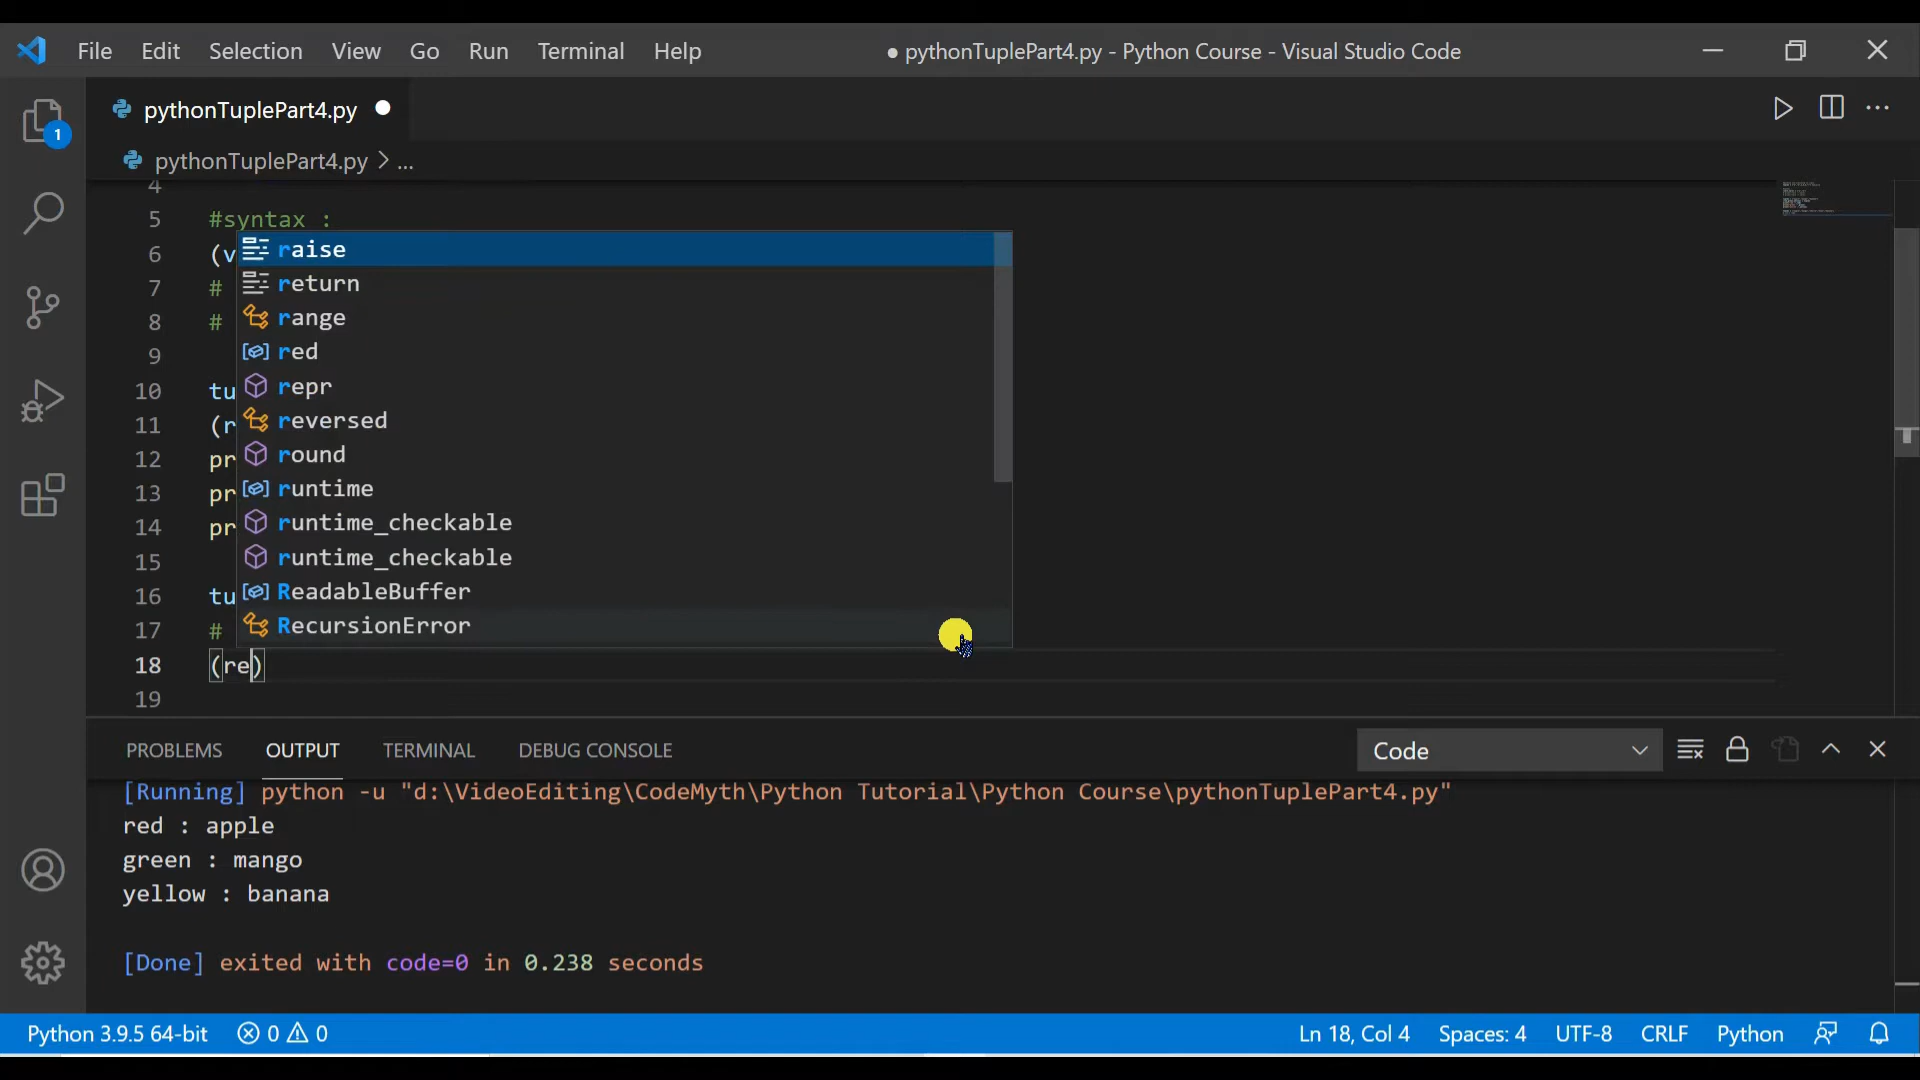 File Edit Selection View Go Run Terminal Help
● pythonTuplePart4.py - Python Course - Visual Studio Code
pythonTuplePart4.py
pythonTuplePart4.py > ...
1
4
5 #syntax :
6 (v
7 #
8 #
9
10 tu
11 (r
12 pr
13 pr
14 pr
15
16 tu
17 #
18 (re)
19
raise
return
range
red
repr
reversed
round
runtime
runtime_checkable
runtime_checkable
ReadableBuffer
RecursionError
PROBLEMS OUTPUT TERMINAL DEBUG CONSOLE
Code
[Running] python -u "d:\VideoEditing\CodeMyth\Python Tutorial\Python Course\pythonTuplePart4.py"
red : apple
green : mango
yellow : banana
[Done] exited with code=0 in 0.238 seconds
Python 3.9.5 64-bit 0 0 Ln 18, Col 4 Spaces: 4 UTF-8 CRLF Python